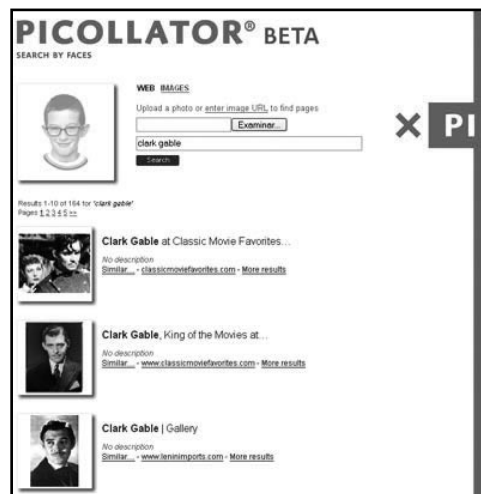 PICOLLATOR® BETA
SEARCH BY FACES
WEB IMAGES
Upload a photo or enter image URL to find pages
Examinar...
clark gable
Search
PI
Results 1-10 of 164 for 'clark gable'
Pages 1 2 3 4 5 >>
Clark Gable at Classic Movie Favorites...
No description
Similar... - classicmoviefavorites.com - More results
Clark Gable, King of the Movies at...
No description
Similar... - www.classicmoviefavorites.com - More results
Clark Gable | Gallery
No description
Similar... - www.leninimports.com - More results